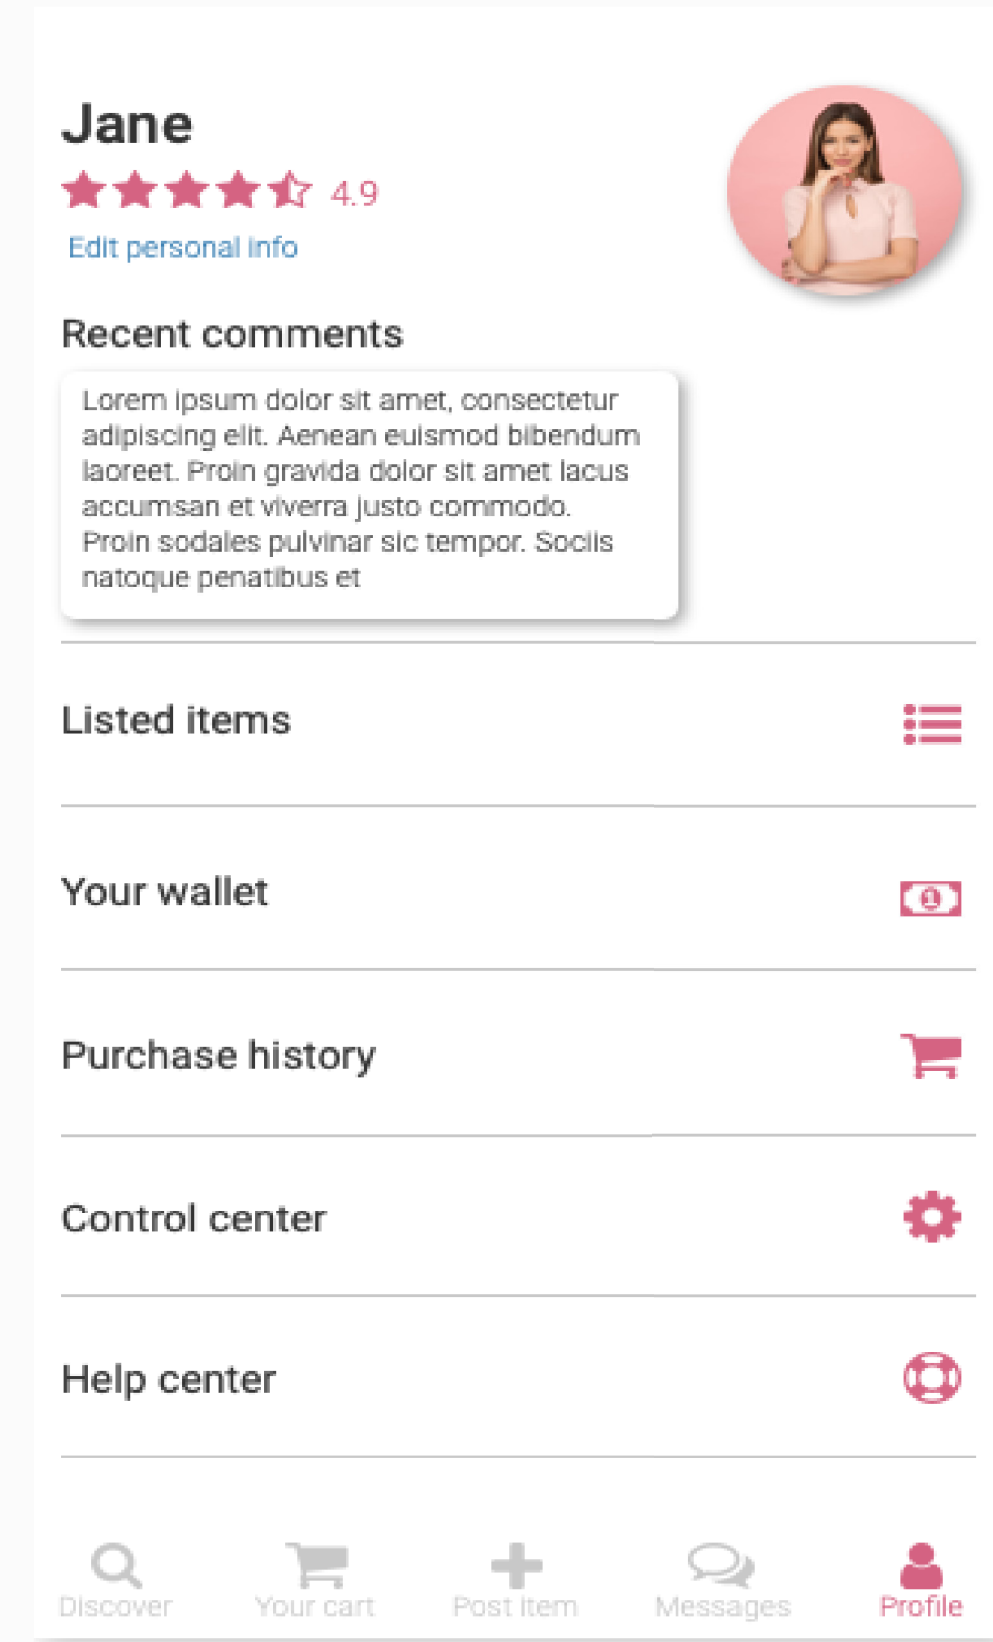 Jane
4.9
Edit personal info
Recent comments
Lorem ipsum dolor sit amet, consectetur
adipiscing elit. Aenean euismod bibendum
laoreet. Proin gravida dolor sit amet lacus
accumsan et viverra justo commodo.
Proin sodales pulvinar sic tempor. Sociis
natoque penatibus et
Listed items
Your wallet
1
Purchase history
Control center
Help center
Discover
Your cart
Post item
Messages
Profile